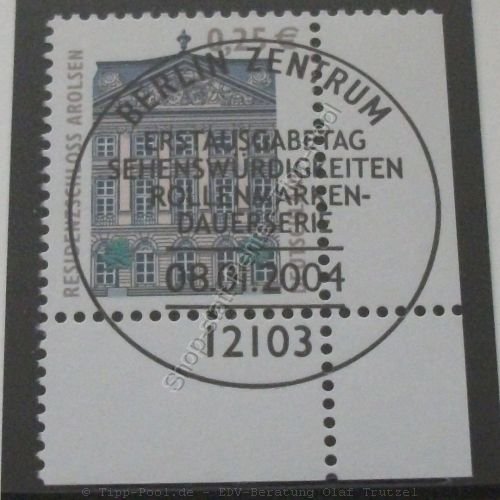 0,25 €
RESIDENZSCHLOSS AROLSEN
BERLIN ZENTRUM
ERSTAUSGABETAG
SEHENSWÜRDIGKEITEN
ROLLENMARKEN-
DAUERSERIE
08.01.2004
12103
© Tipp-Pool.de - EDV-Beratung Olaf Trutzel